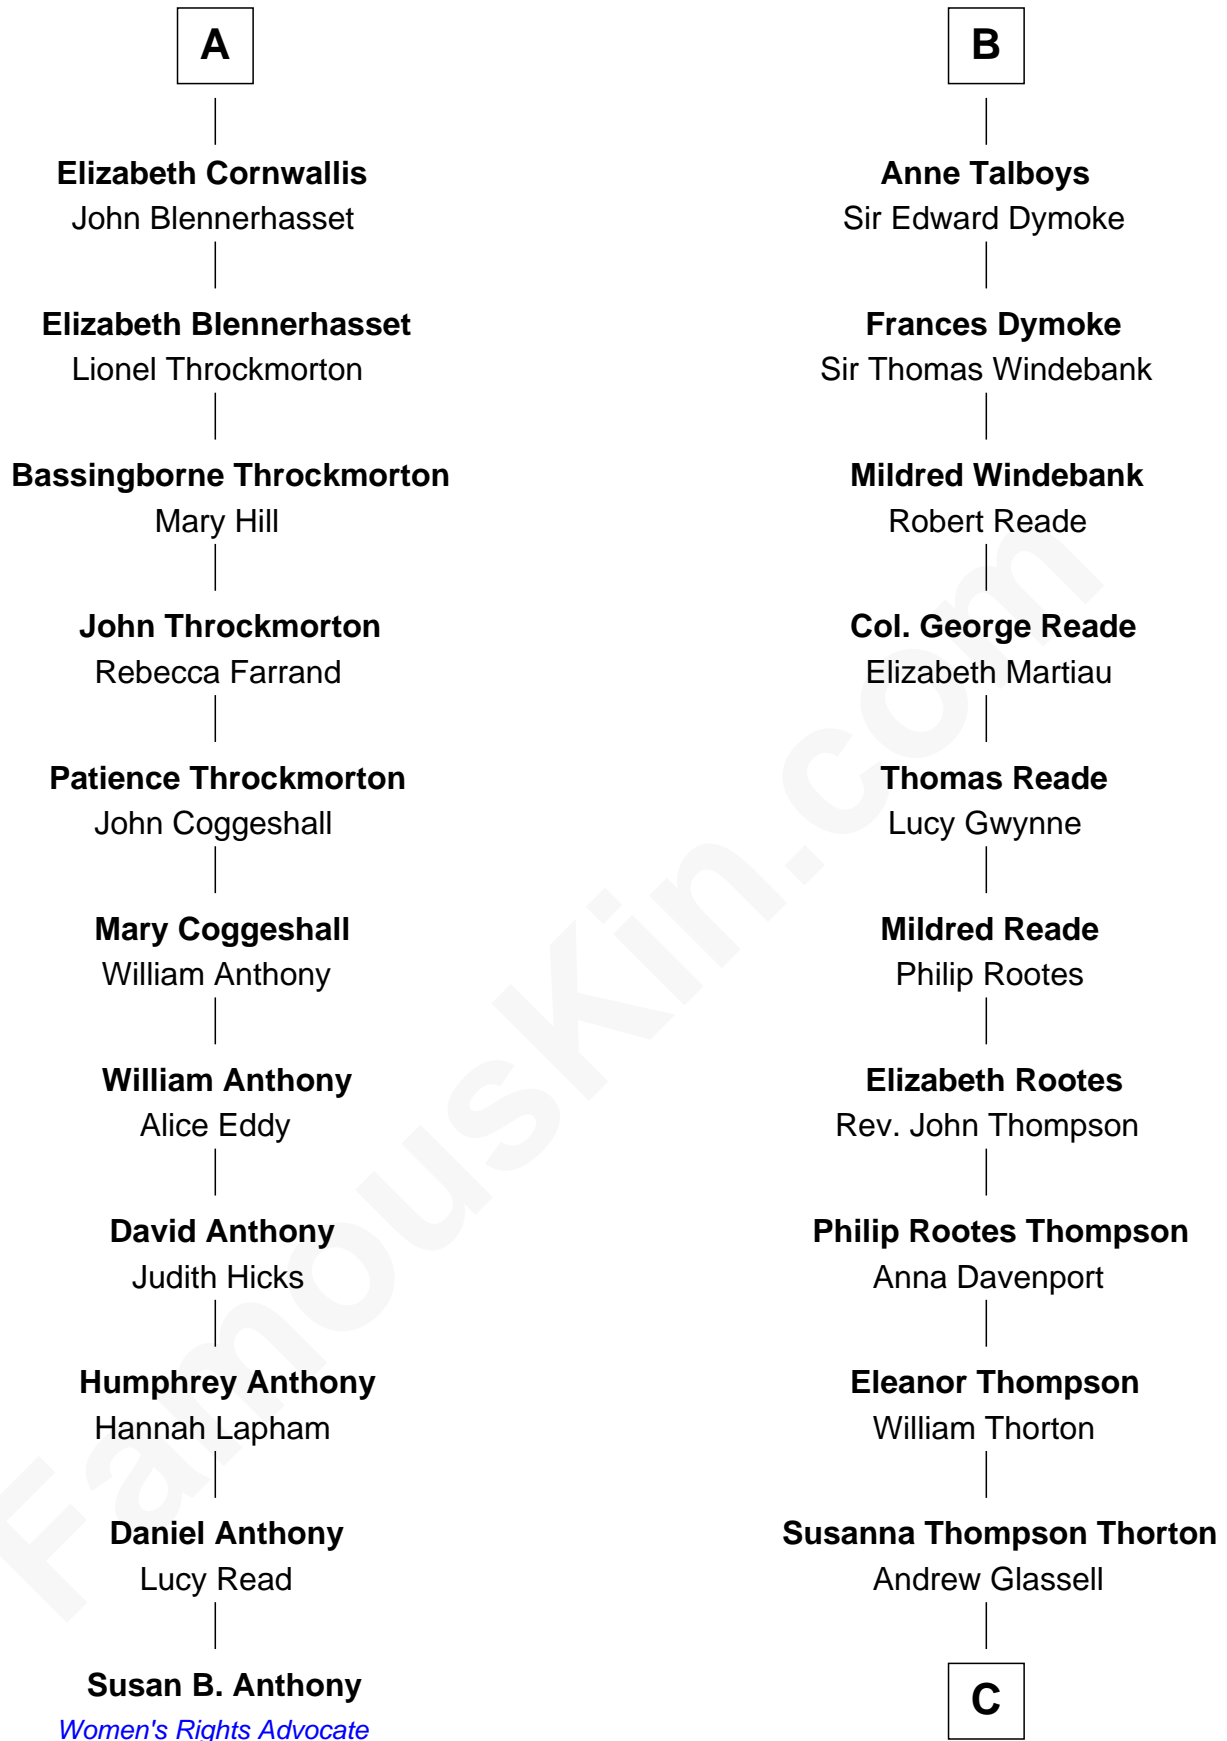 A
Elizabeth Cornwallis
John Blennerhasset
Elizabeth Blennerhasset
Lionel Throckmorton
Bassingborne Throckmorton
Mary Hill
John Throckmorton
Rebecca Farrand
Patience Throckmorton
John Coggeshall
Mary Coggeshall
William Anthony
William Anthony
Alice Eddy
David Anthony
Judith Hicks
Humphrey Anthony
Hannah Lapham
Daniel Anthony
Lucy Read
Susan B. Anthony
Women's Rights Advocate
B
Anne Talboys
Sir Edward Dymoke
Frances Dymoke
Sir Thomas Windebank
Mildred Windebank
Robert Reade
Col. George Reade
Elizabeth Martiau
Thomas Reade
Lucy Gwynne
Mildred Reade
Philip Rootes
Elizabeth Rootes
Rev. John Thompson
Philip Rootes Thompson
Anna Davenport
Eleanor Thompson
William Thorton
Susanna Thompson Thorton
Andrew Glassell
C
FamousKin.com